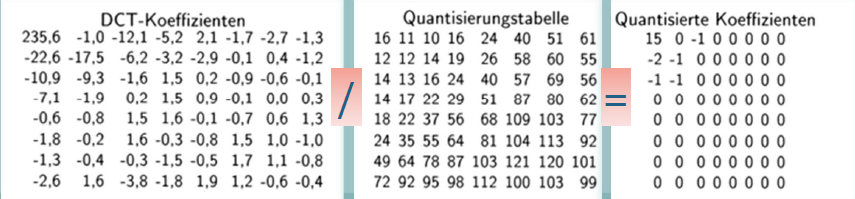 DCT-Koeffizienten
235,6 -1,0 -12,1 -5,2 2,1 -1,7 -2,7 -1,3
-22,6 -17,5 -6,2 -3,2 -2,9 -0,1 0,4 -1,2
-10,9 -9,3 -1,6 1,5 0,2 -0,9 -0,6 -0,1
-7,1 -1,9 0,2 1,5 0,9 -0,1 0,0 0,3
-0,6 -0,8 1,5 1,6 -0,1 -0,7 0,6 1,3
-1,8 -0,2 1,6 -0,3 -0,8 1,5 1,0 -1,0
-1,3 -0,4 -0,3 -1,5 -0,5 1,7 1,1 -0,8
-2,6 1,6 -3,8 -1,8 1,9 1,2 -0,6 -0,4
/
Quantisierungstabelle
16 11 10 16 24 40 51 61
12 12 14 19 26 58 60 55
14 13 16 24 40 57 69 56
14 17 22 29 51 87 80 62
18 22 37 56 68 109 103 77
24 35 55 64 81 104 113 92
49 64 78 87 103 121 120 101
72 92 95 98 112 100 103 99
=
Quantisierte Koeffizienten
15 0 -1 0 0 0 0 0
-2 -1 0 0 0 0 0 0
-1 -1 0 0 0 0 0 0
0 0 0 0 0 0 0 0
0 0 0 0 0 0 0 0
0 0 0 0 0 0 0 0
0 0 0 0 0 0 0 0
0 0 0 0 0 0 0 0